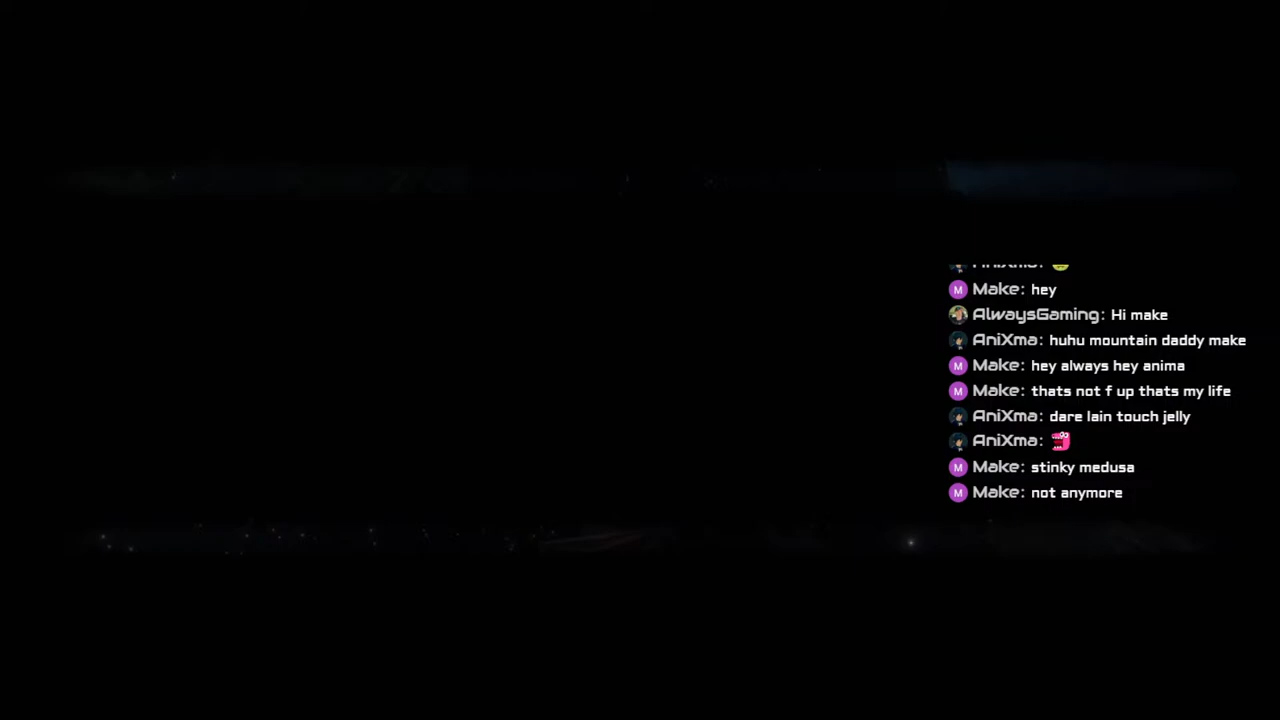 AniXma:
Make: hey
AlwaysGaming: Hi make
AniXma: huhu mountain daddy make
Make: hey always hey anima
Make: thats not f up thats my life
AniXma: dare lain touch jelly
AniXma:
Make: stinky medusa
Make: not anymore